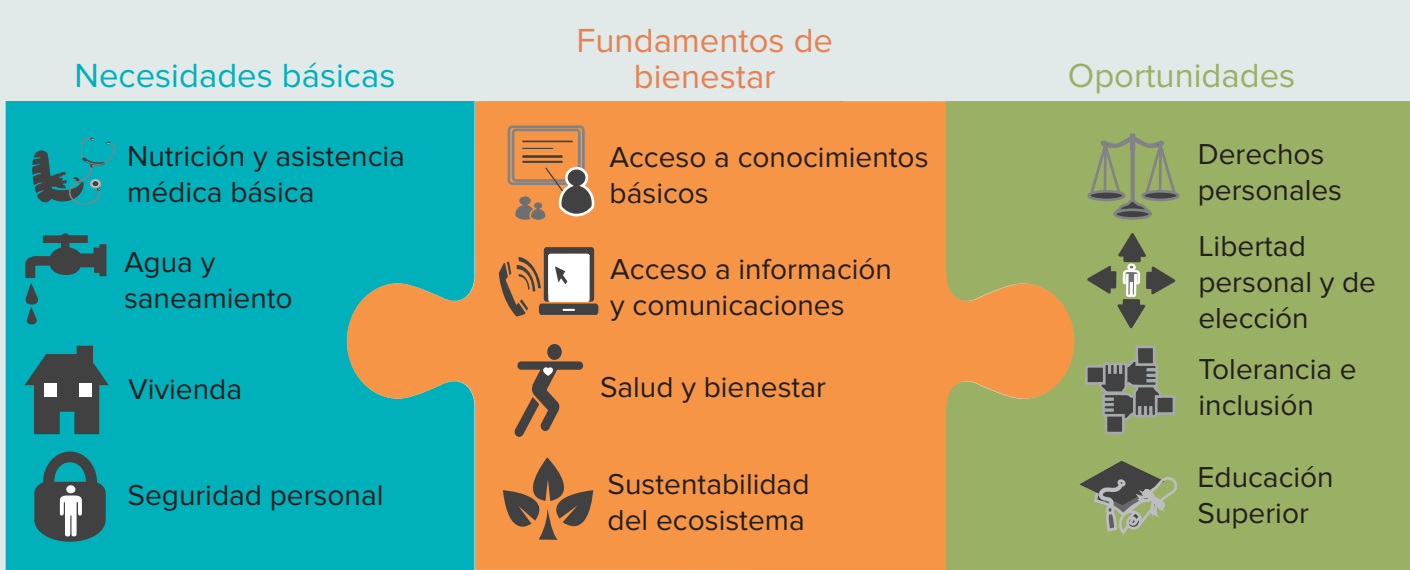 Necesidades básicas
Nutrición y asistencia
médica básica
Agua y
saneamiento
Vivienda
Seguridad personal
Fundamentos de
bienestar
Acceso a conocimientos
básicos
Acceso a información
y comunicaciones
Salud y bienestar
Sustentabilidad
del ecosistema
Oportunidades
Derechos
personales
Libertad
personal y de
elección
Tolerancia e
inclusión
Educación
Superior